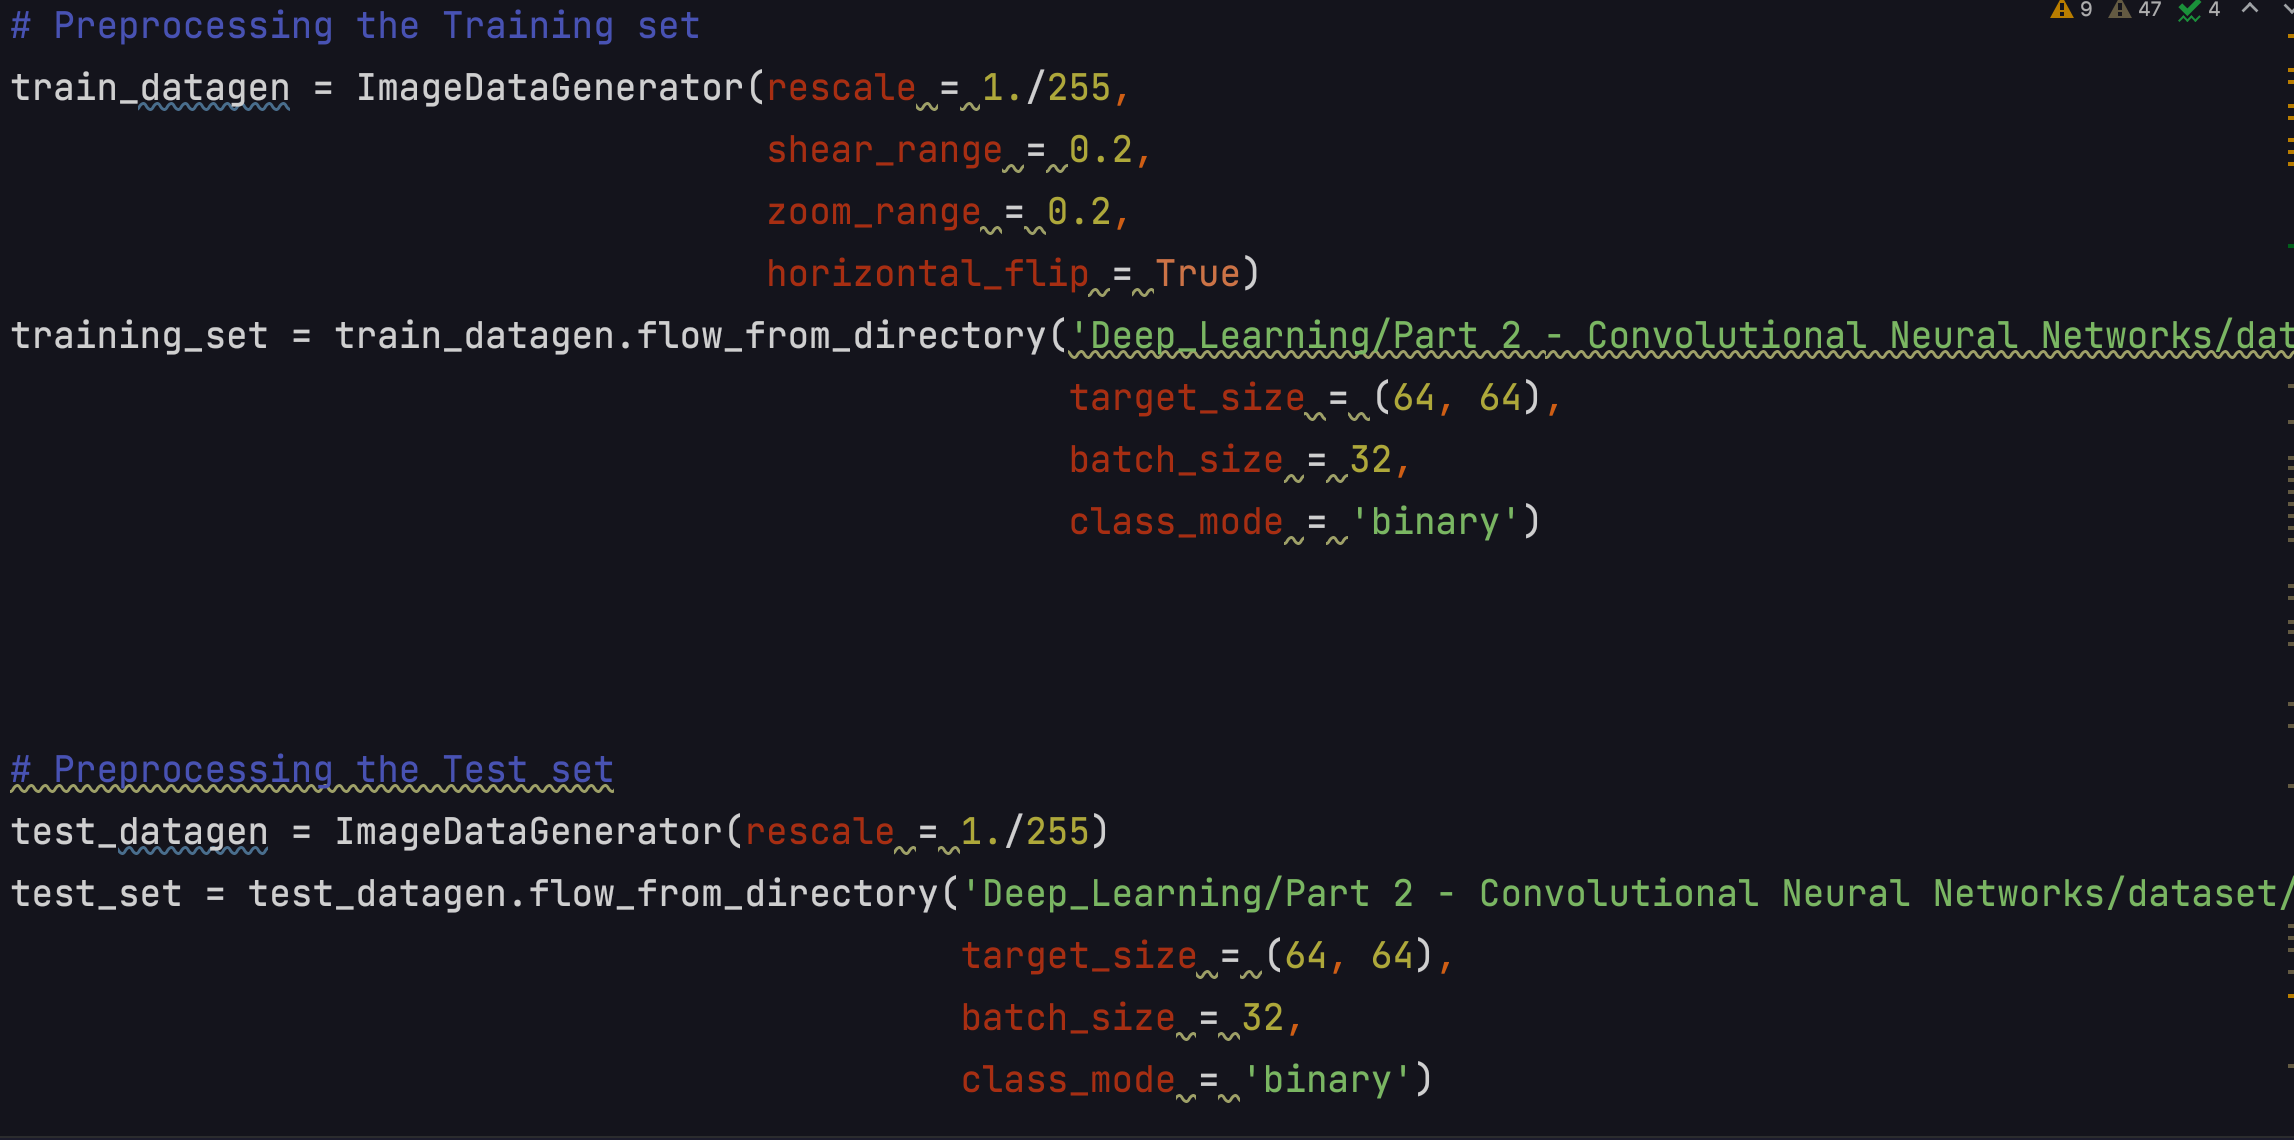 9 47 4
# Preprocessing the Training set
train_datagen = ImageDataGenerator(rescale = 1./255,
shear_range = 0.2,
zoom_range = 0.2,
horizontal_flip = True)
training_set = train_datagen.flow_from_directory('Deep_Learning/Part 2 - Convolutional Neural Networks/dat
target_size = (64, 64),
batch_size = 32,
class_mode = 'binary')
# Preprocessing the Test set
test_datagen = ImageDataGenerator(rescale = 1./255)
test_set = test_datagen.flow_from_directory('Deep_Learning/Part 2 - Convolutional Neural Networks/dataset/
target_size = (64, 64),
batch_size = 32,
class_mode = 'binary')